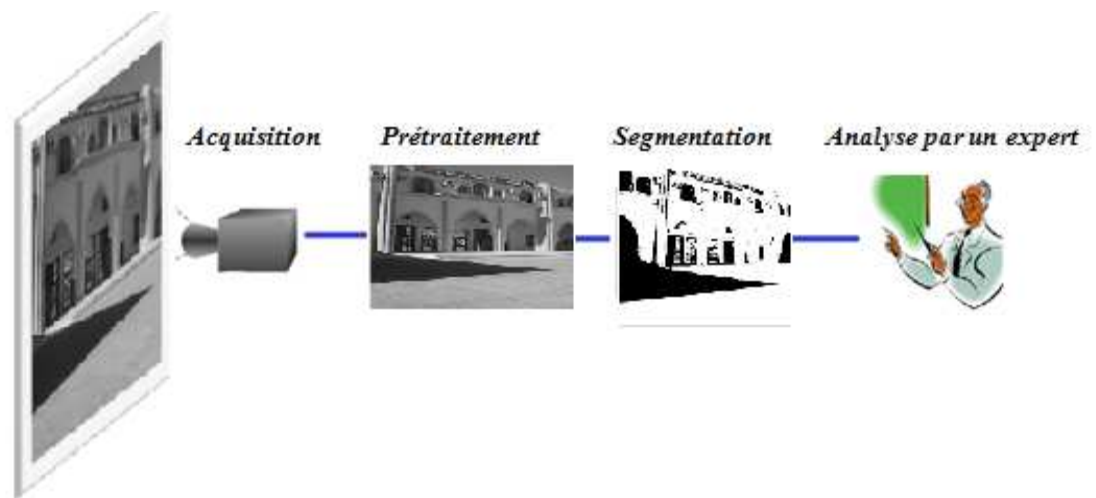 Acquisition
Prétraitement
Segmentation
Analyse par un expert